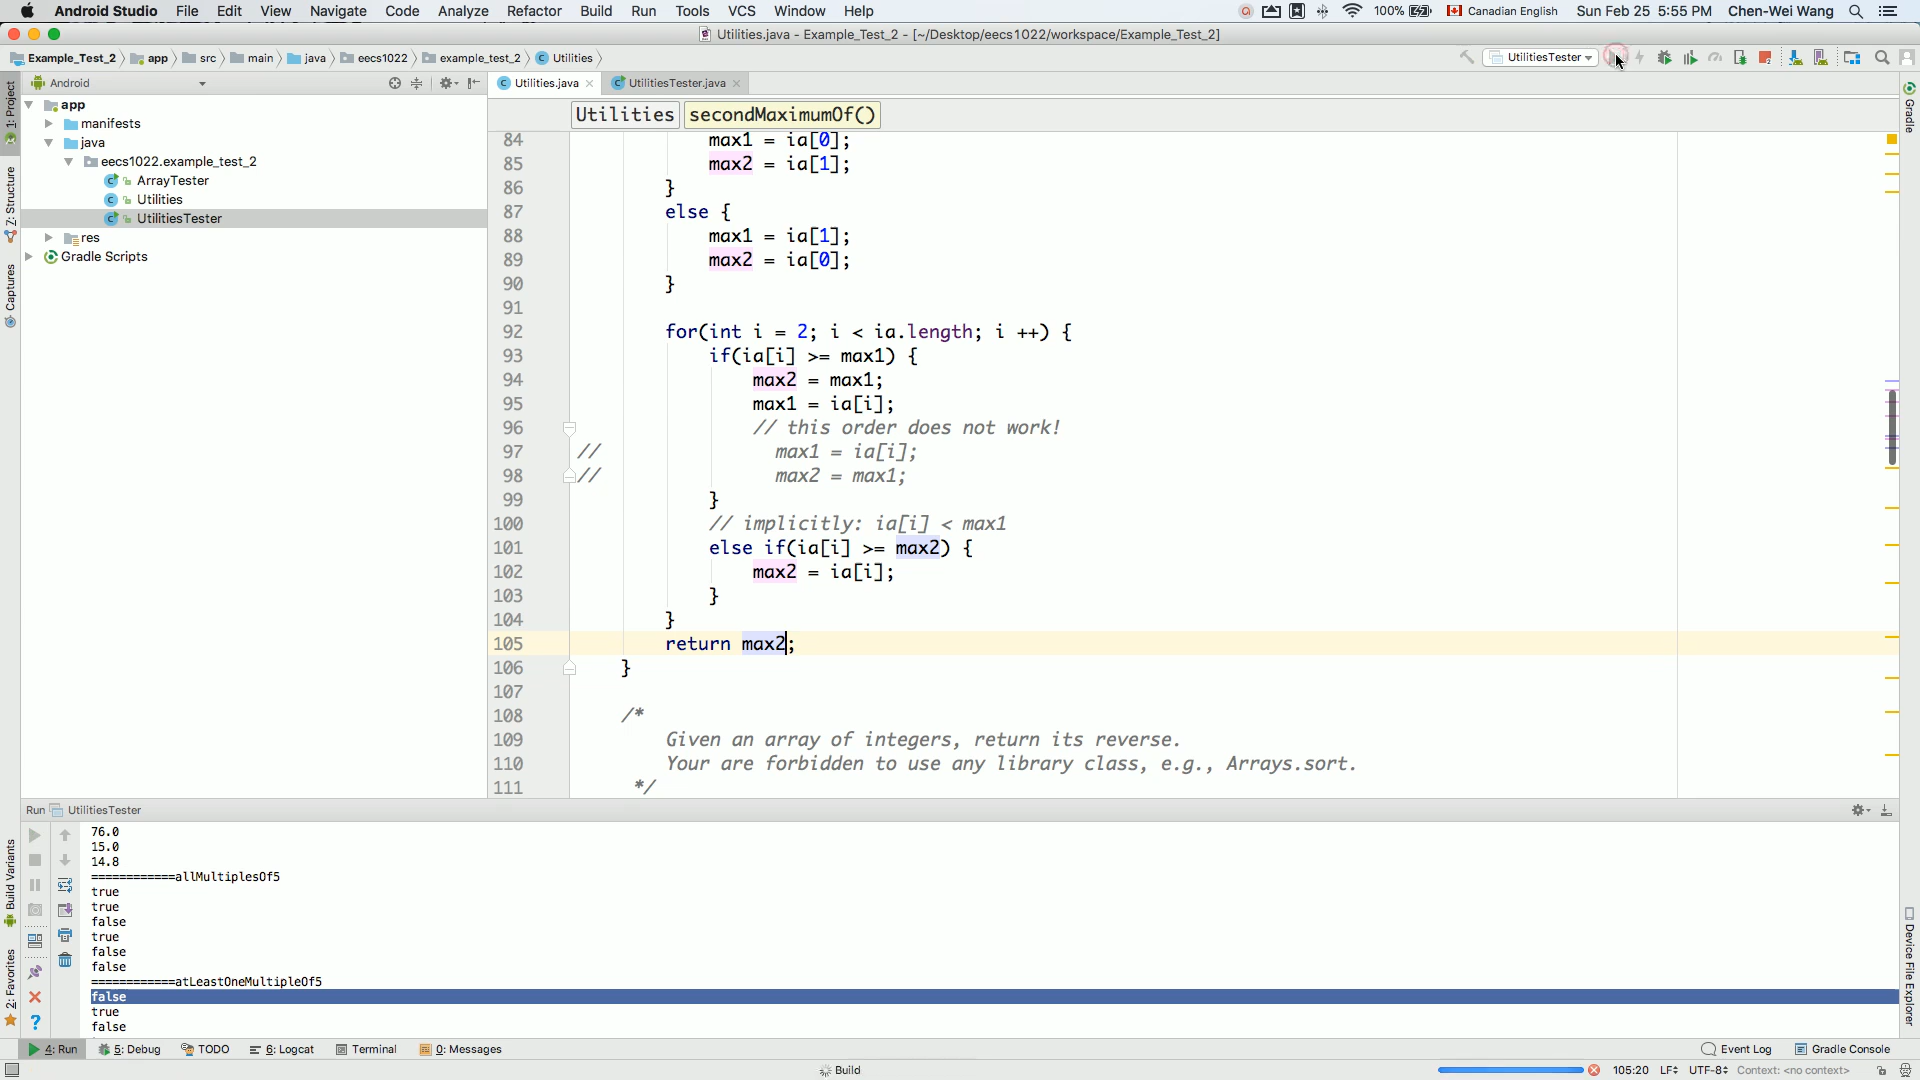 Android Studio File Edit View Navigate Code Analyze Refactor Build Run Tools VCS Window Help 100% Canadian English Sun Feb 25 5:55 PM Chen-Wei Wang
Utilities.java - Example_Test_2 - [~/Desktop/eecs1022/workspace/Example_Test_2]
Example_Test_2 app src main java eecs1022 example_test_2 Utilities UtilitiesTester
Android Utilities.java UtilitiesTester.java
1: Project
Z: Structure
Captures
Build Variants
2: Favorites
app
manifests
java
eecs1022.example_test_2
ArrayTester
Utilities
UtilitiesTester
res
Gradle Scripts
Utilities secondMaximumOf()
84 max1 = ia[0];
85 max2 = ia[1];
86 }
87 else {
88 max1 = ia[1];
89 max2 = ia[0];
90 }
91
92 for(int i = 2; i < ia.length; i ++) {
93 if(ia[i] >= max1) {
94 max2 = max1;
95 max1 = ia[i];
96 // this order does not work!
97 // max1 = ia[i];
98 // max2 = max1;
99 }
100 // implicitly: ia[i] < max1
101 else if(ia[i] >= max2) {
102 max2 = ia[i];
103 }
104 }
105 return max2;
106 }
107
108 /*
109 Given an array of integers, return its reverse.
110 Your are forbidden to use any library class, e.g., Arrays.sort.
111 */
Gradle
Device File Explorer
Run UtilitiesTester
76.0
15.0
14.8
============allMultiplesOf5
true
true
false
true
false
false
============atLeastOneMultipleOf5
false
true
false
4: Run 5: Debug TODO 6: Logcat Terminal 0: Messages Event Log Gradle Console
Build 105:20 LF UTF-8 Context: <no context>